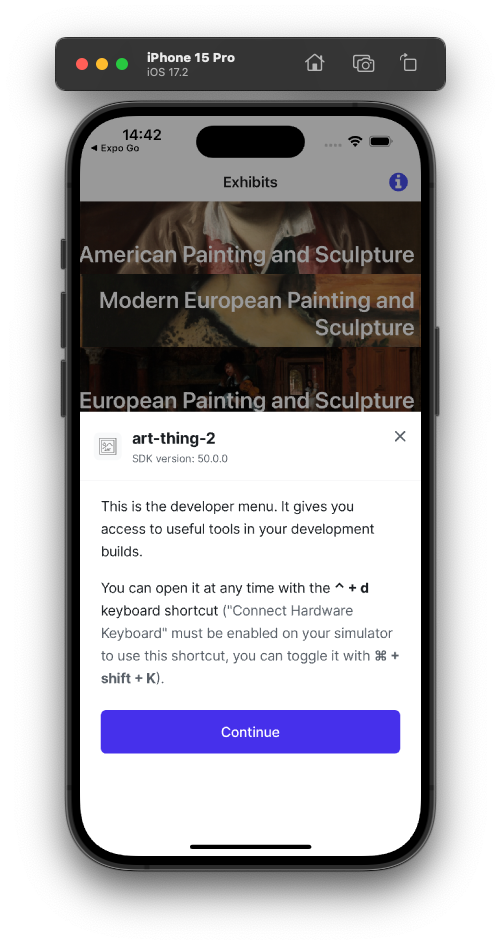 iPhone 15 Pro
iOS 17.2
14:42
◀ Expo Go
Exhibits
American Painting and Sculpture
Modern European Painting and
Sculpture
European Painting and Sculpture
art-thing-2
SDK version: 50.0.0
This is the developer menu. It gives you
access to useful tools in your development
builds.
You can open it at any time with the ^ + d
keyboard shortcut ("Connect Hardware
Keyboard" must be enabled on your simulator
to use this shortcut, you can toggle it with ⌘ +
shift + K).
Continue